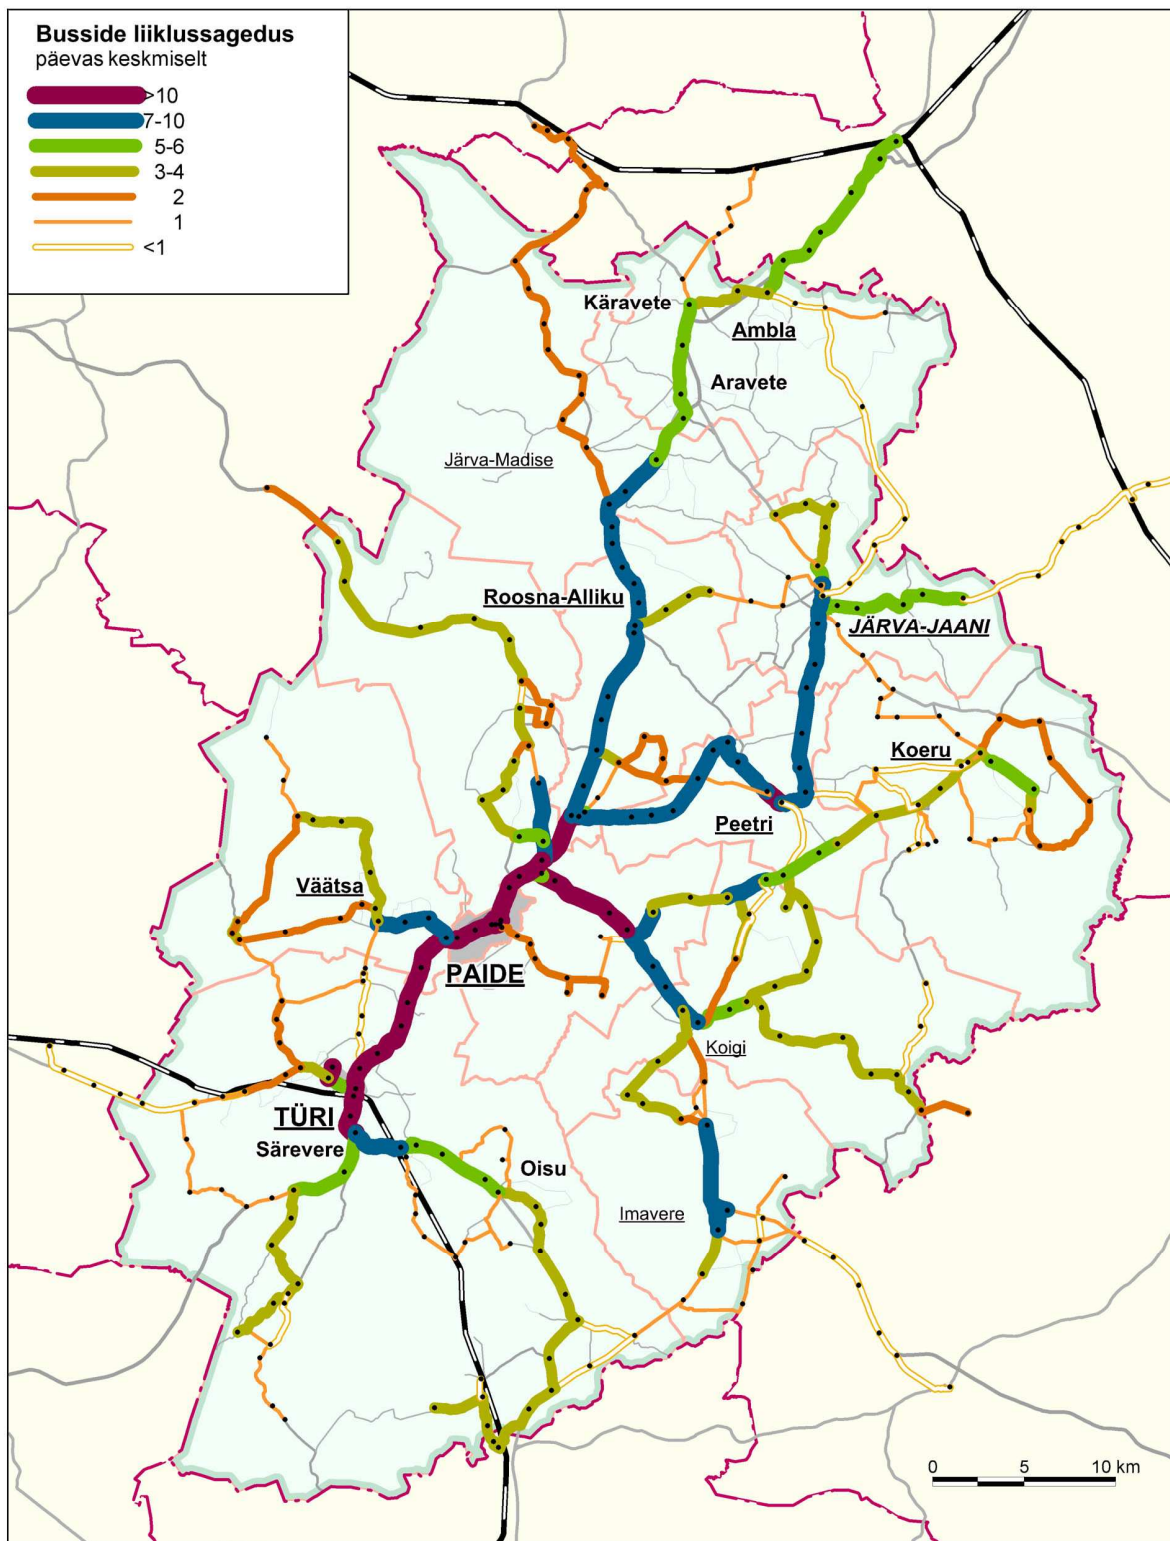 Busside liiklussagedus
päevas keskmiselt
>10
7-10
5-6
3-4
2
1
<1
Käravete
Ambla
Aravete
Järva-Madise
Roosna-Alliku
JÄRVA-JAANI
Koeru
Peetri
Väätsa
PAIDE
Koigi
TÜRI
Särevere
Oisu
Imavere
0 5 10 km